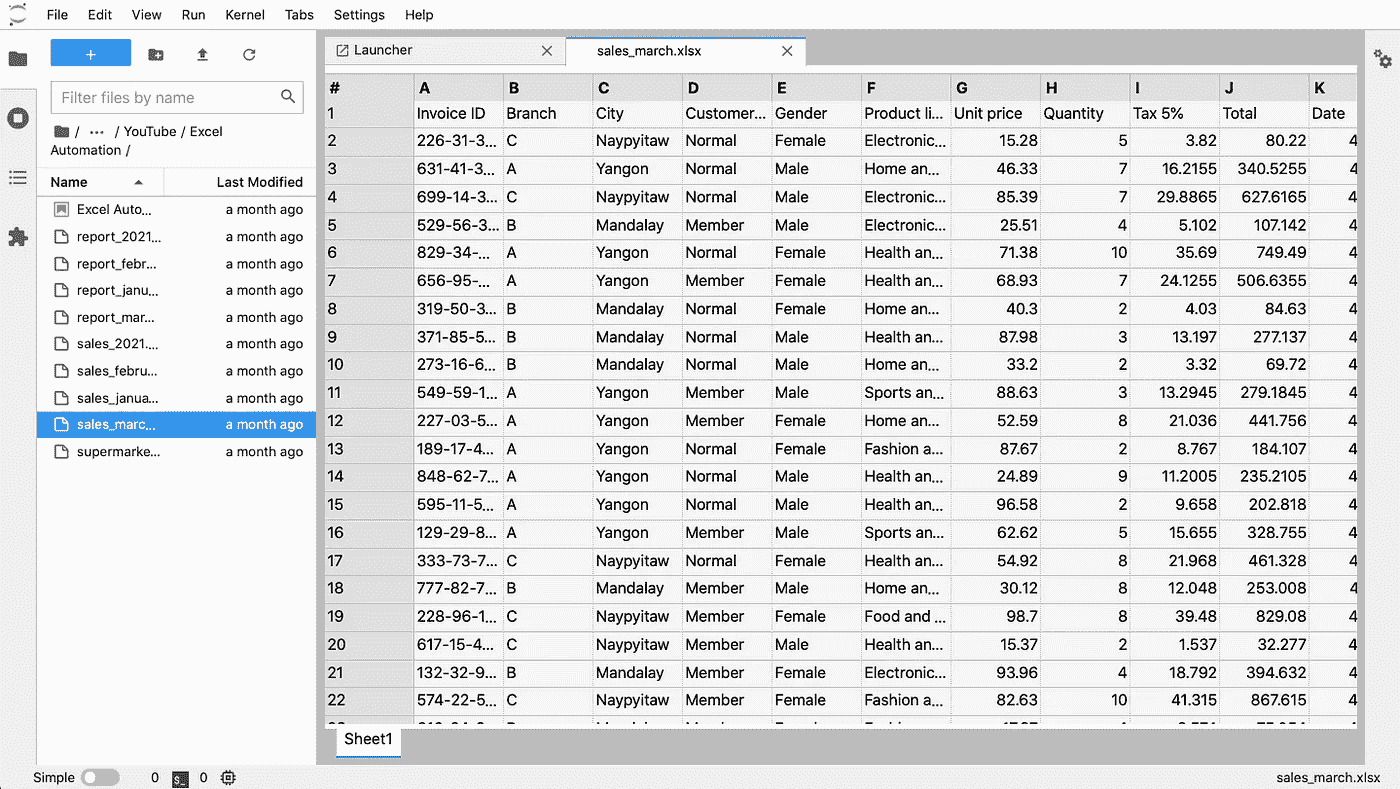 File Edit View Run Kernel Tabs Settings Help
+
Filter files by name
/ ··· / YouTube / Excel
Automation /
Name Last Modified
Excel Auto... a month ago
report_2021... a month ago
report_febr... a month ago
report_janu... a month ago
report_mar... a month ago
sales_2021.... a month ago
sales_febru... a month ago
sales_janua... a month ago
sales_marc... a month ago
supermarke... a month ago
Launcher sales_march.xlsx
# A B C D E F G H I J K
1 Invoice ID Branch City Customer... Gender Product li... Unit price Quantity Tax 5% Total Date
2 226-31-3... C Naypyitaw Normal Female Electronic... 15.28 5 3.82 80.22 4
3 631-41-3... A Yangon Normal Male Home an... 46.33 7 16.2155 340.5255 4
4 699-14-3... C Naypyitaw Normal Male Electronic... 85.39 7 29.8865 627.6165 4
5 529-56-3... B Mandalay Member Male Electronic... 25.51 4 5.102 107.142 4
6 829-34-... A Yangon Normal Female Health an... 71.38 10 35.69 749.49 4
7 656-95-... A Yangon Member Female Health an... 68.93 7 24.1255 506.6355 4
8 319-50-3... B Mandalay Normal Female Home an... 40.3 2 4.03 84.63 4
9 371-85-5... B Mandalay Normal Male Health an... 87.98 3 13.197 277.137 4
10 273-16-6... B Mandalay Normal Male Home an... 33.2 2 3.32 69.72 4
11 549-59-1... A Yangon Member Male Sports an... 88.63 3 13.2945 279.1845 4
12 227-03-5... A Yangon Member Female Home an... 52.59 8 21.036 441.756 4
13 189-17-4... A Yangon Normal Female Fashion a... 87.67 2 8.767 184.107 4
14 848-62-7... A Yangon Normal Male Health an... 24.89 9 11.2005 235.2105 4
15 595-11-5... A Yangon Normal Male Health an... 96.58 2 9.658 202.818 4
16 129-29-8... A Yangon Member Male Sports an... 62.62 5 15.655 328.755 4
17 333-73-7... C Naypyitaw Normal Female Health an... 54.92 8 21.968 461.328 4
18 777-82-7... B Mandalay Member Male Home an... 30.12 8 12.048 253.008 4
19 228-96-1... C Naypyitaw Member Female Food and ... 98.7 8 39.48 829.08 4
20 617-15-4... C Naypyitaw Member Male Health an... 15.37 2 1.537 32.277 4
21 132-32-9... B Mandalay Member Female Electronic... 93.96 4 18.792 394.632 4
22 574-22-5... C Naypyitaw Member Female Fashion a... 82.63 10 41.315 867.615 4
Sheet1
Simple 0 $_ 0 sales_march.xlsx